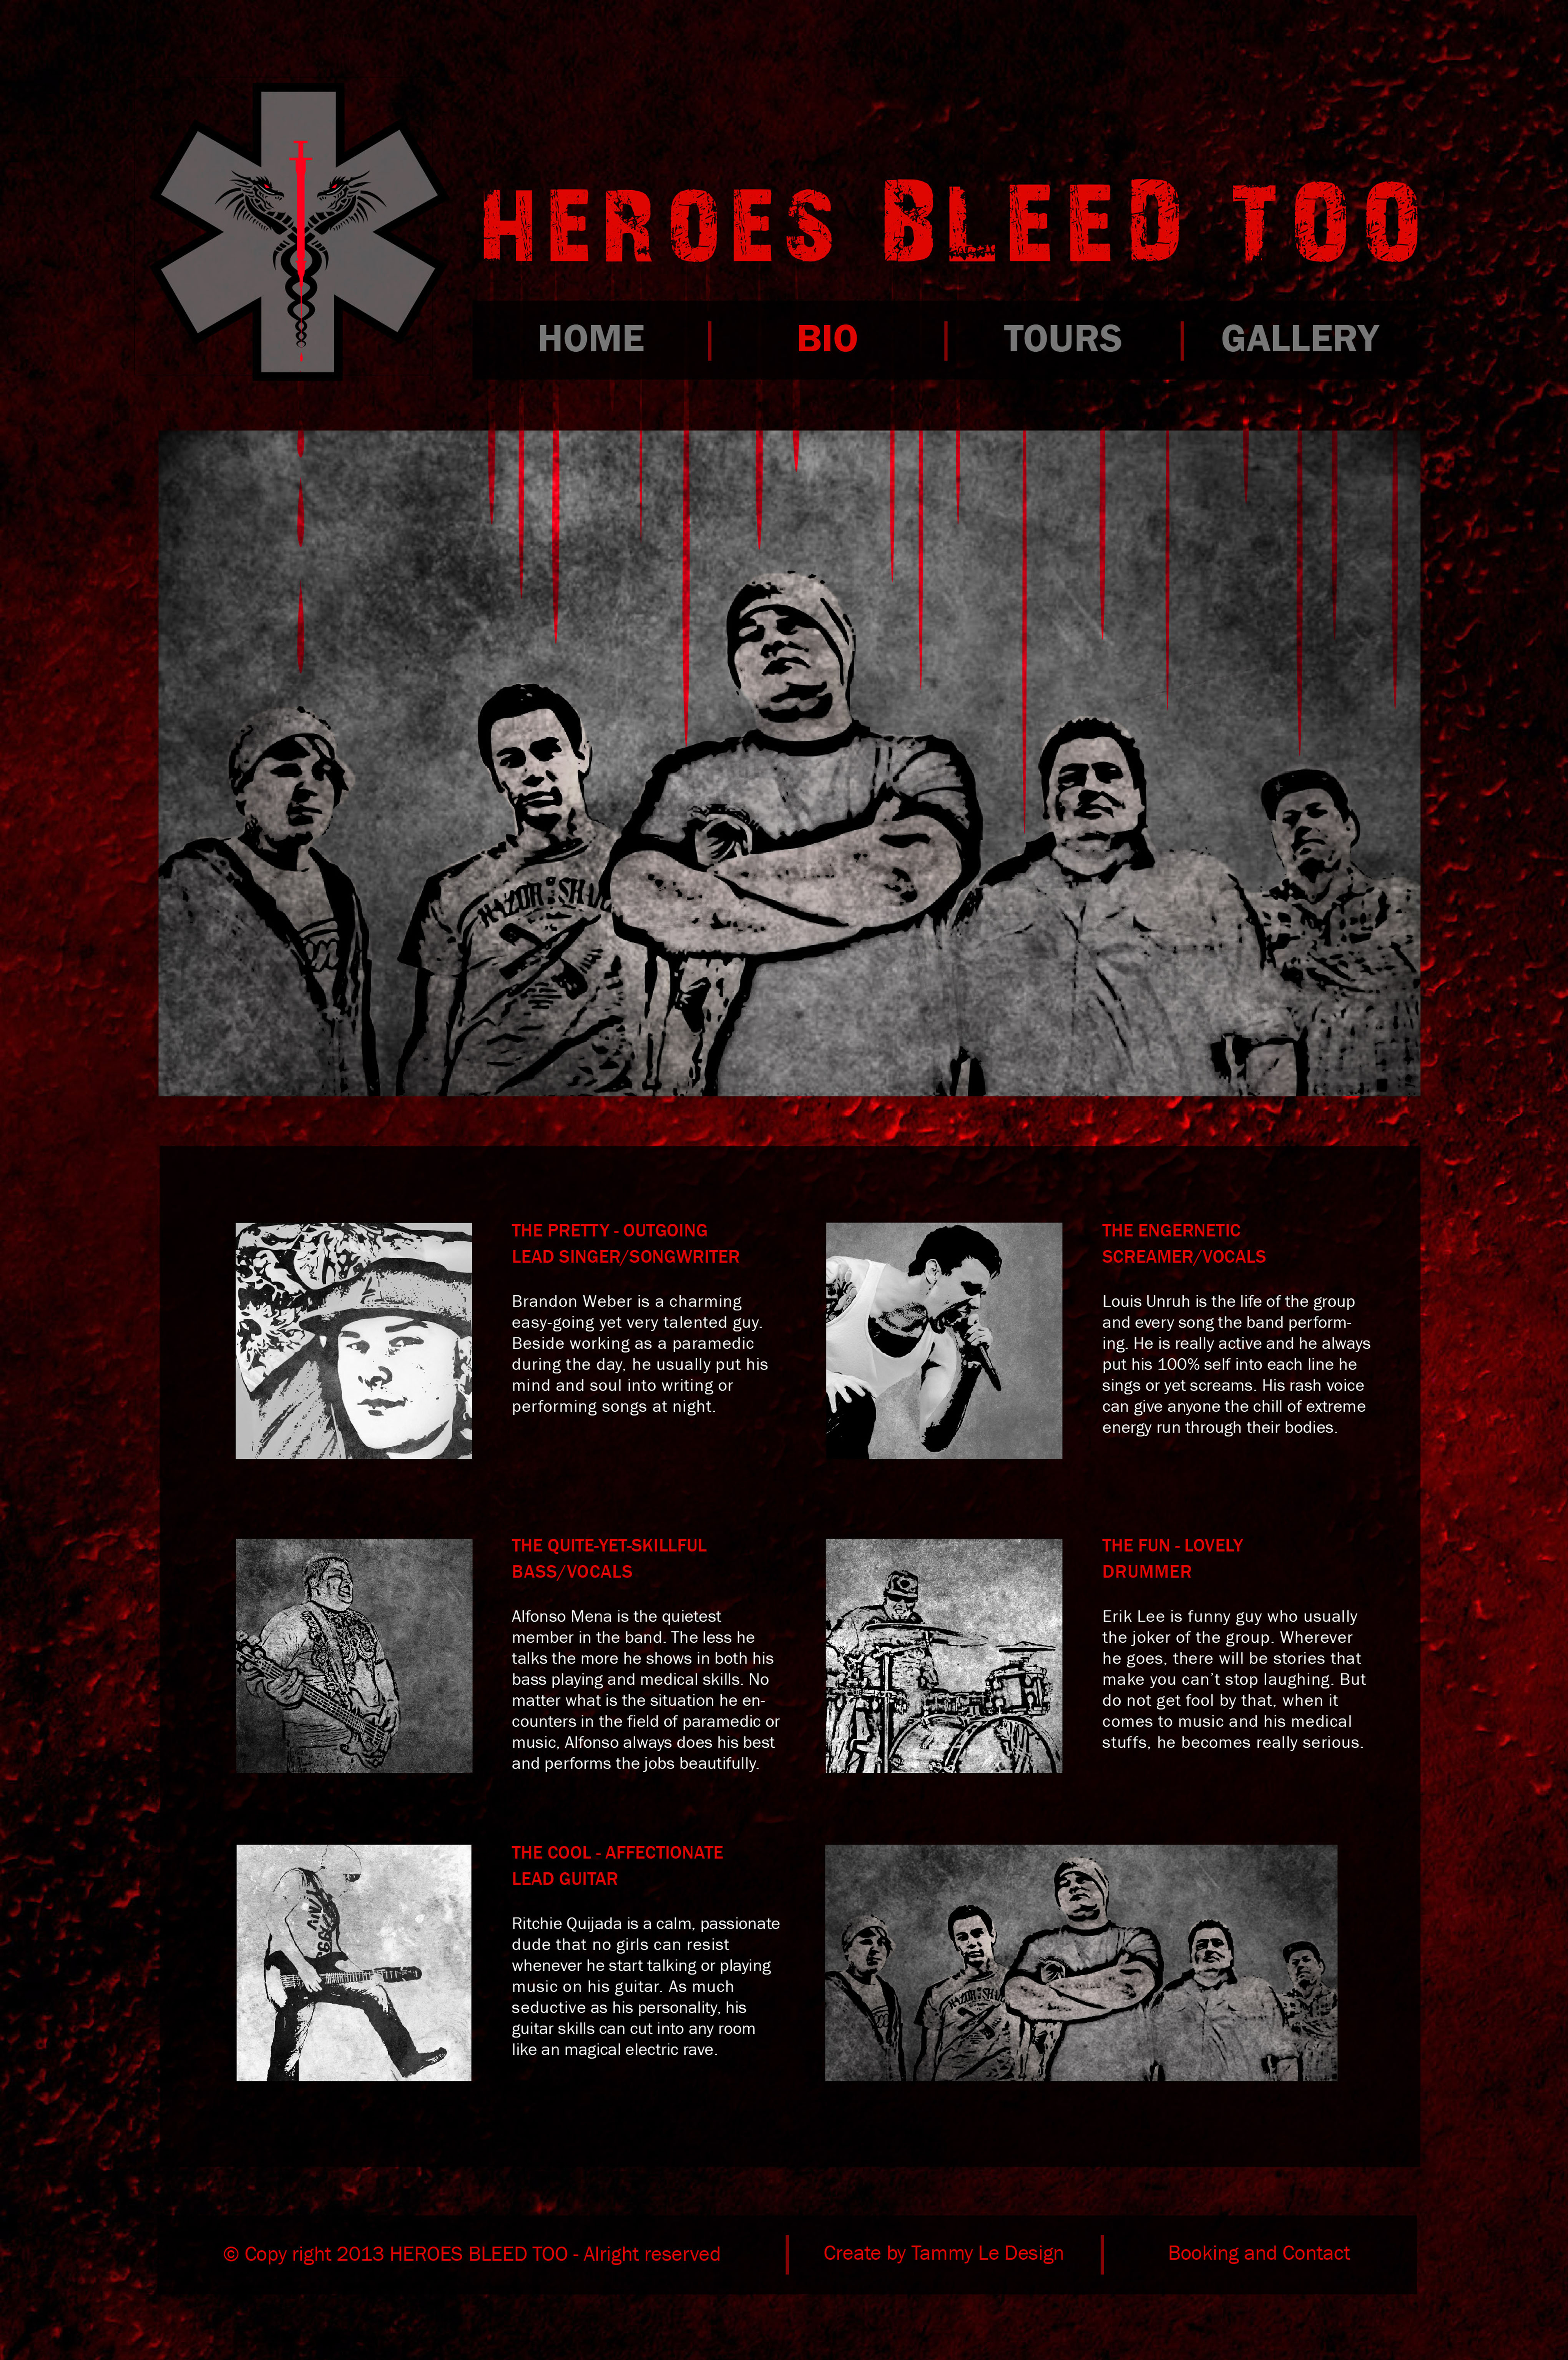 HEROES BLEED TOO
HOME | BIO | TOURS | GALLERY
RAZOR SHA
THE PRETTY - OUTGOING
LEAD SINGER/SONGWRITER
Brandon Weber is a charming
easy-going yet very talented guy.
Beside working as a paramedic
during the day, he usually put his
mind and soul into writing or
performing songs at night.
THE ENGERNETIC
SCREAMER/VOCALS
Louis Unruh is the life of the group
and every song the band perform-
ing. He is really active and he always
put his 100% self into each line he
sings or yet screams. His rash voice
can give anyone the chill of extreme
energy run through their bodies.
THE QUITE-YET-SKILLFUL
BASS/VOCALS
Alfonso Mena is the quietest
member in the band. The less he
talks the more he shows in both his
bass playing and medical skills. No
matter what is the situation he en-
counters in the field of paramedic or
music, Alfonso always does his best
and performs the jobs beautifully.
THE FUN - LOVELY
DRUMMER
Erik Lee is funny guy who usually
the joker of the group. Wherever
he goes, there will be stories that
make you can't stop laughing. But
do not get fool by that, when it
comes to music and his medical
stuffs, he becomes really serious.
THE COOL - AFFECTIONATE
LEAD GUITAR
Ritchie Quijada is a calm, passionate
dude that no girls can resist
whenever he start talking or playing
music on his guitar. As much
seductive as his personality, his
guitar skills can cut into any room
like an magical electric rave.
RAZOR SHA
© Copy right 2013 HEROES BLEED TOO - Alright reserved | Create by Tammy Le Design | Booking and Contact